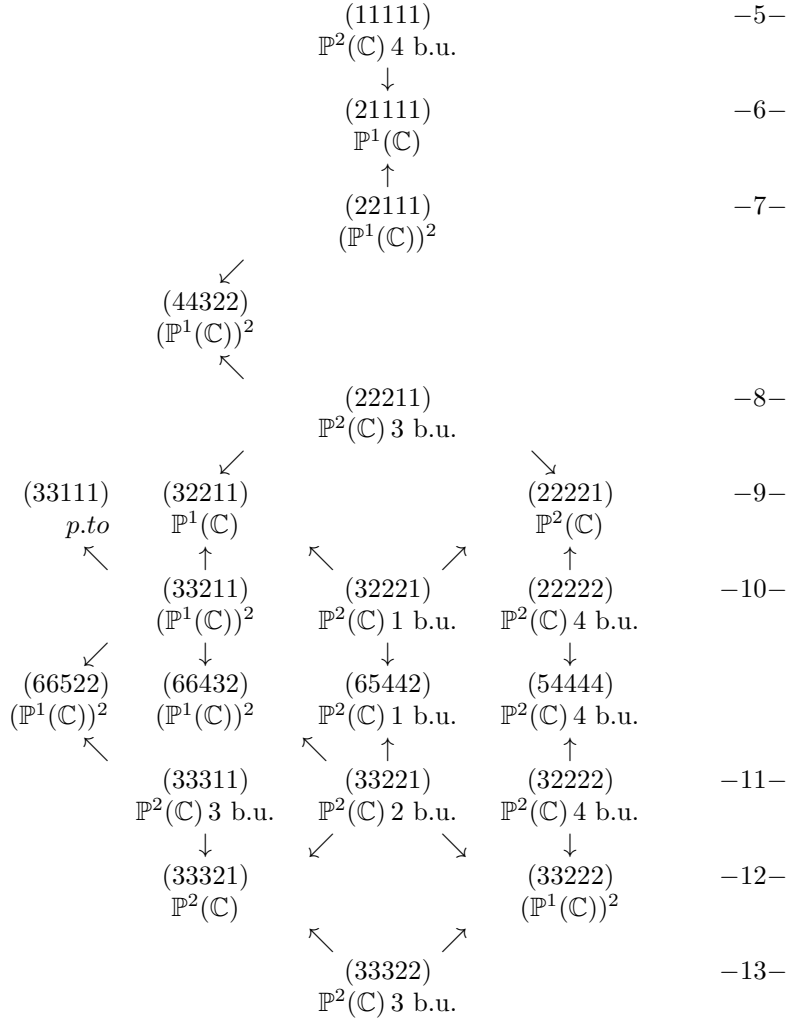 (11111) −5−
ℙ²(ℂ) 4 b.u.
↓
(21111) −6−
ℙ¹(ℂ)
↑
(22111) −7−
(ℙ¹(ℂ))²
↙
(44322)
(ℙ¹(ℂ))²
↖
(22211) −8−
ℙ²(ℂ) 3 b.u.
↙ ↘
(33111) (32211) (22221) −9−
p.to ℙ¹(ℂ) ℙ²(ℂ)
↖ ↑ ↖ ↗ ↑
(33211) (32221) (22222) −10−
(ℙ¹(ℂ))² ℙ²(ℂ) 1 b.u. ℙ²(ℂ) 4 b.u.
↙ ↓ ↓ ↓
(66522) (66432) (65442) (54444)
(ℙ¹(ℂ))² (ℙ¹(ℂ))² ℙ²(ℂ) 1 b.u. ℙ²(ℂ) 4 b.u.
↖ ↖ ↑ ↑
(33311) (33221) (32222) −11−
ℙ²(ℂ) 3 b.u. ℙ²(ℂ) 2 b.u. ℙ²(ℂ) 4 b.u.
↓ ↙ ↘ ↓
(33321) (33222) −12−
ℙ²(ℂ) (ℙ¹(ℂ))²
↖ ↗
(33322) −13−
ℙ²(ℂ) 3 b.u.